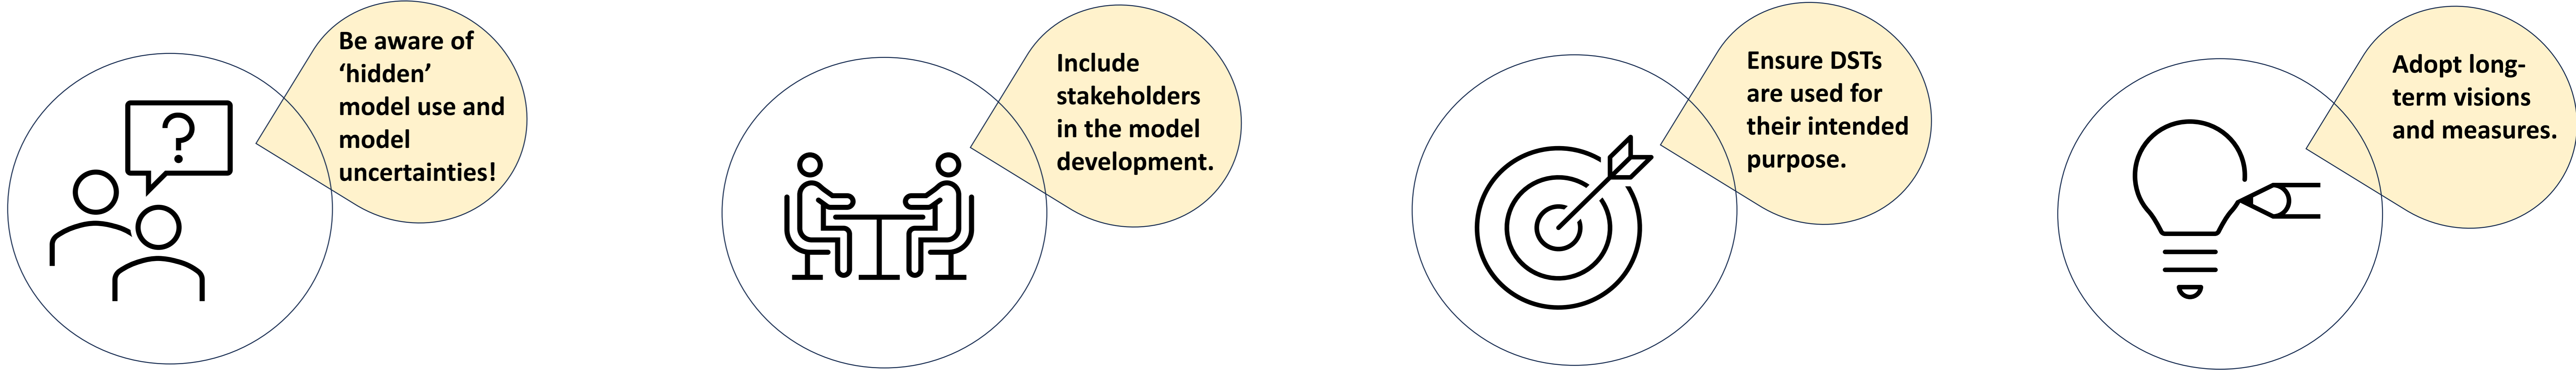 Be aware of
‘hidden’
model use and
model
uncertainties!
?
Include
stakeholders
in the model
development.
Ensure DSTs
are used for
their intended
purpose.
Adopt long-
term visions
and measures.